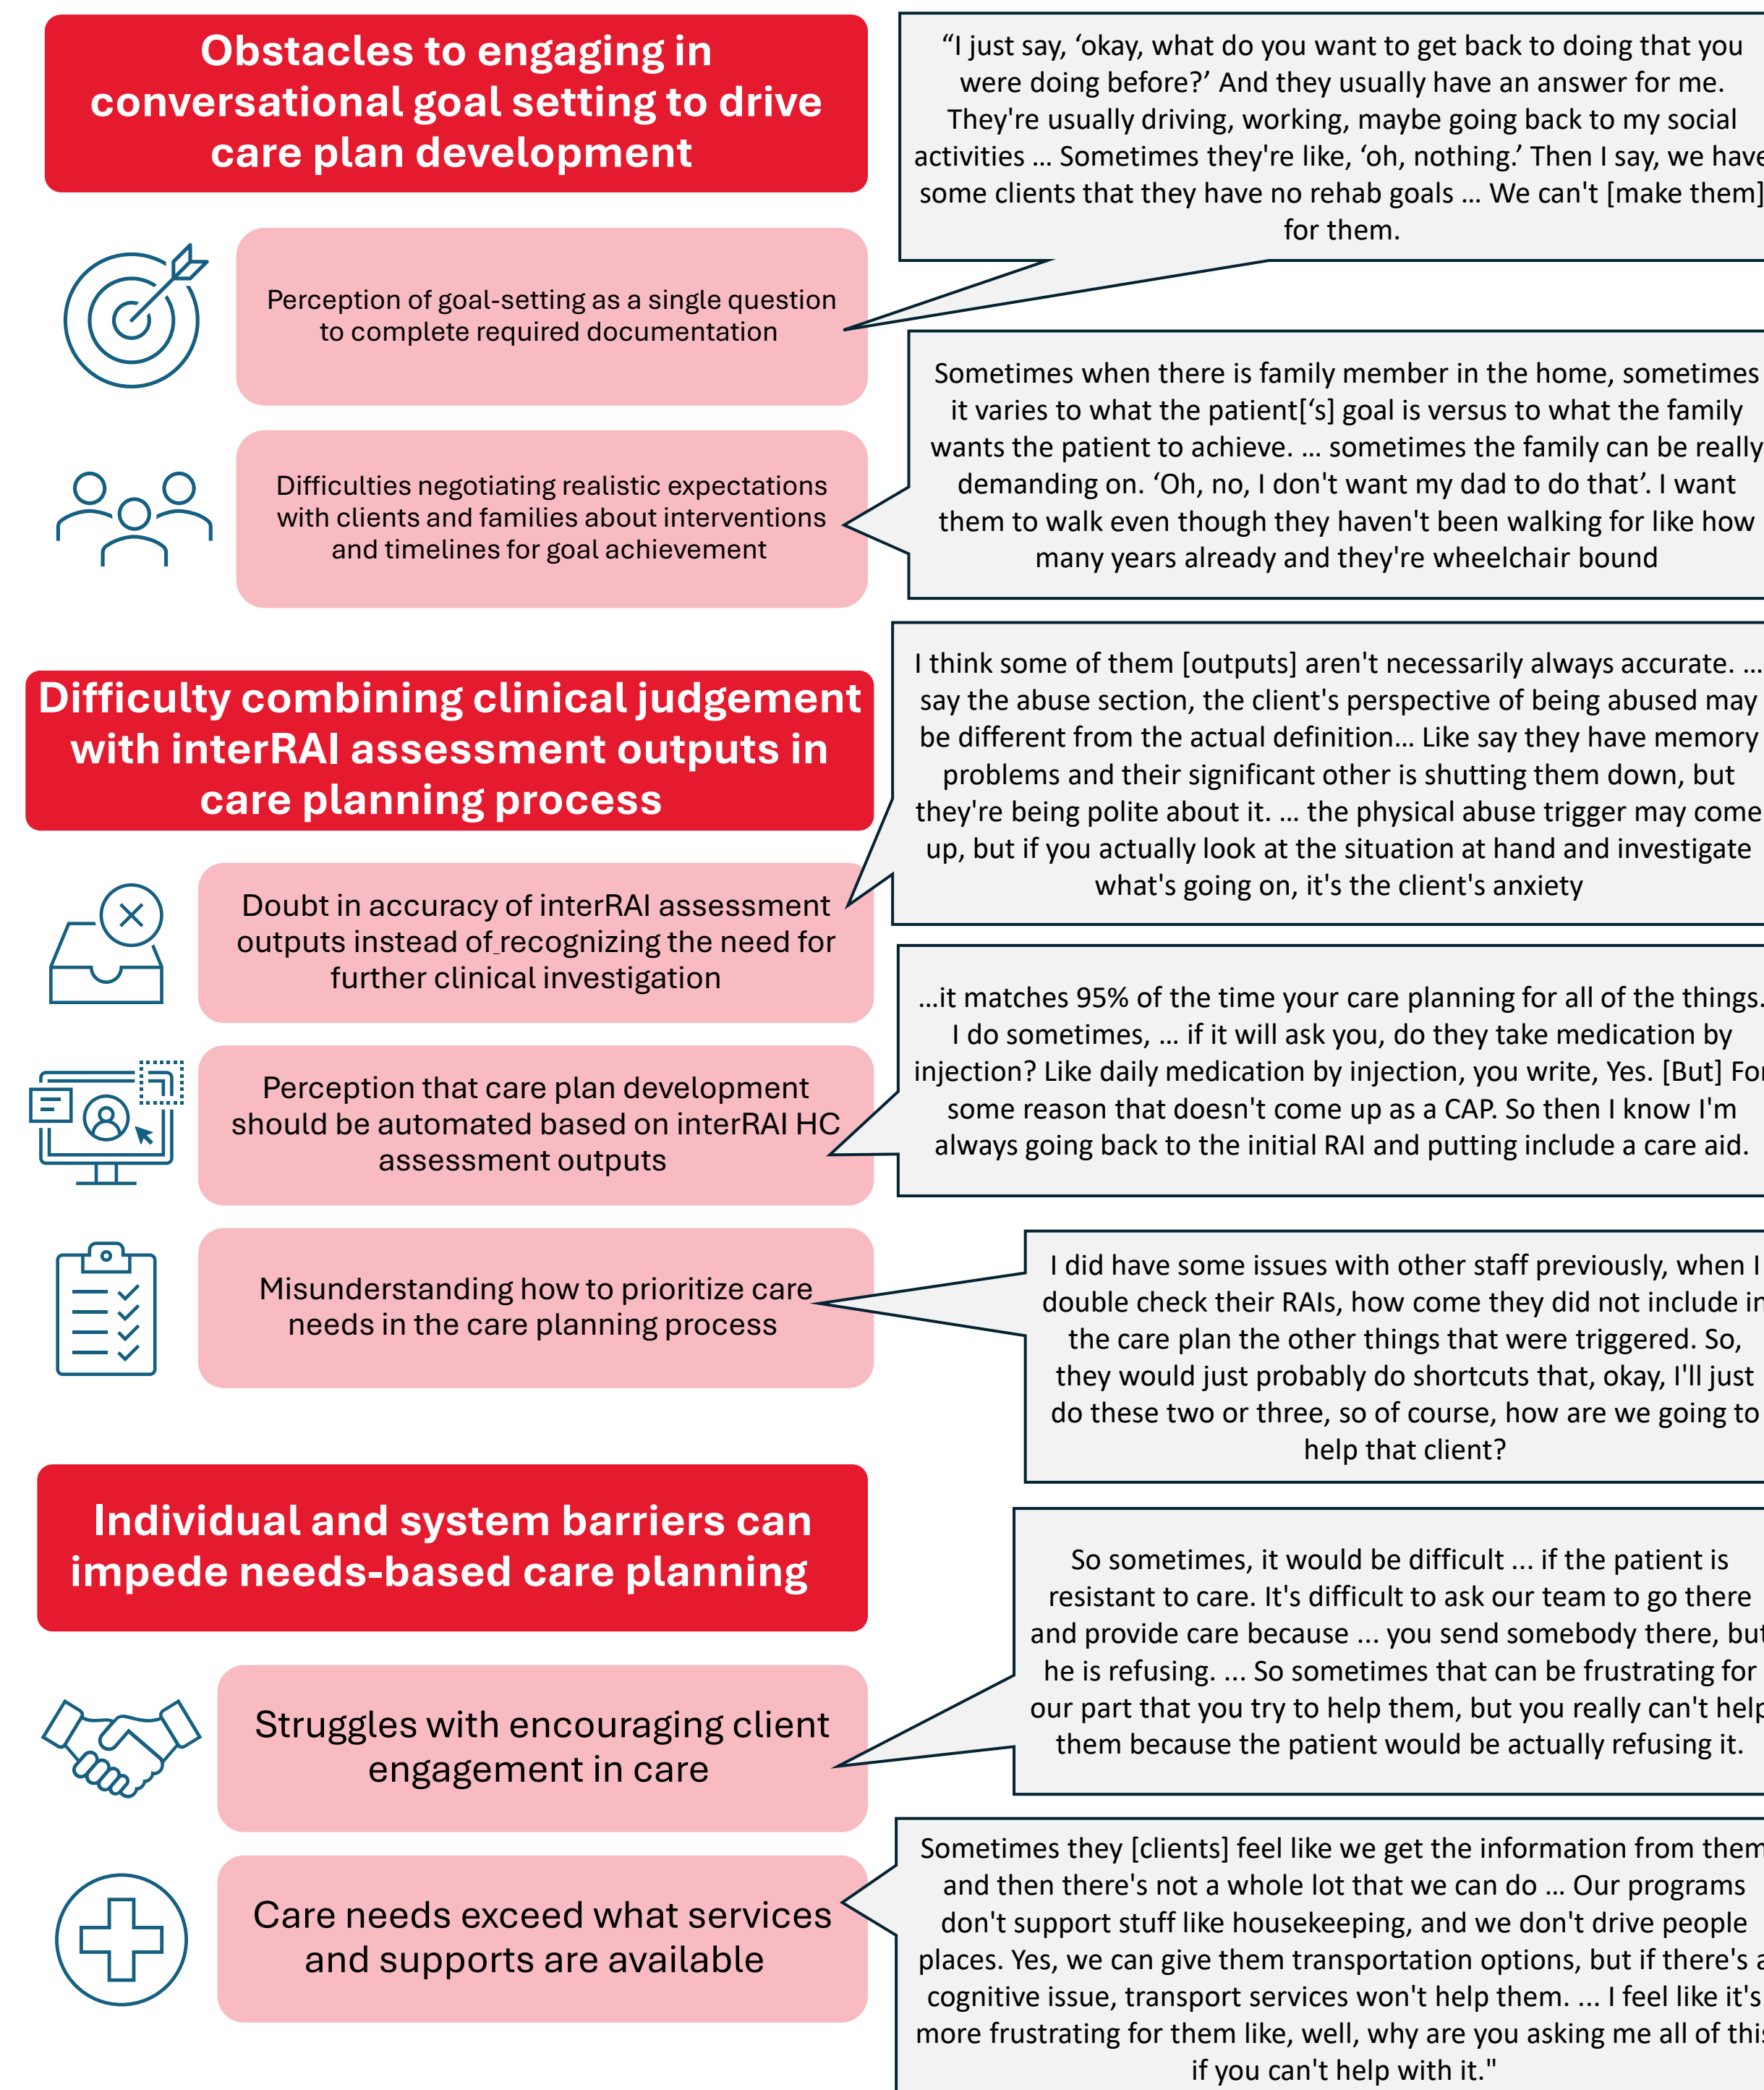 Obstacles to engaging in
conversational goal setting to drive
care plan development
“I just say, ‘okay, what do you want to get back to doing that you
were doing before?’ And they usually have an answer for me.
They're usually driving, working, maybe going back to my social
activities ... Sometimes they're like, ‘oh, nothing.’ Then I say, we have
some clients that they have no rehab goals ... We can't [make them]
for them.
Perception of goal-setting as a single question
to complete required documentation
Sometimes when there is family member in the home, sometimes
it varies to what the patient[‘s] goal is versus to what the family
wants the patient to achieve. ... sometimes the family can be really
demanding on. ‘Oh, no, I don't want my dad to do that’. I want
them to walk even though they haven't been walking for like how
many years already and they're wheelchair bound
Difficulties negotiating realistic expectations
with clients and families about interventions
and timelines for goal achievement
Difficulty combining clinical judgement
with interRAI assessment outputs in
care planning process
I think some of them [outputs] aren't necessarily always accurate. ...
say the abuse section, the client's perspective of being abused may
be different from the actual definition... Like say they have memory
problems and their significant other is shutting them down, but
they're being polite about it. ... the physical abuse trigger may come
up, but if you actually look at the situation at hand and investigate
what's going on, it's the client's anxiety
Doubt in accuracy of interRAI assessment
outputs instead of recognizing the need for
further clinical investigation
...it matches 95% of the time your care planning for all of the things.
I do sometimes, ... if it will ask you, do they take medication by
injection? Like daily medication by injection, you write, Yes. [But] For
some reason that doesn't come up as a CAP. So then I know I'm
always going back to the initial RAI and putting include a care aid.
Perception that care plan development
should be automated based on interRAI HC
assessment outputs
I did have some issues with other staff previously, when I
double check their RAIs, how come they did not include in
the care plan the other things that were triggered. So,
they would just probably do shortcuts that, okay, I'll just
do these two or three, so of course, how are we going to
help that client?
Misunderstanding how to prioritize care
needs in the care planning process
Individual and system barriers can
impede needs-based care planning
So sometimes, it would be difficult ... if the patient is
resistant to care. It's difficult to ask our team to go there
and provide care because ... you send somebody there, but
he is refusing. ... So sometimes that can be frustrating for
our part that you try to help them, but you really can't help
them because the patient would be actually refusing it.
Struggles with encouraging client
engagement in care
Sometimes they [clients] feel like we get the information from them
and then there's not a whole lot that we can do ... Our programs
don't support stuff like housekeeping, and we don't drive people
places. Yes, we can give them transportation options, but if there's a
cognitive issue, transport services won't help them. ... I feel like it's
more frustrating for them like, well, why are you asking me all of this
if you can't help with it."
Care needs exceed what services
and supports are available